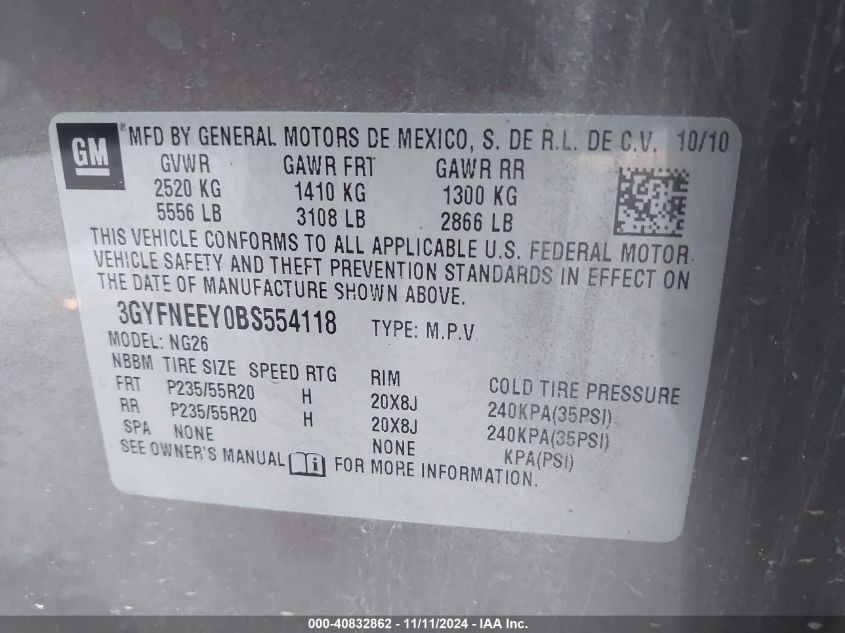 GM ® MFD BY GENERAL MOTORS DE MEXICO, S. DE R.L. DE C.V. 10/10
GVWR GAWR FRT GAWR RR
2520 KG 1410 KG 1300 KG
5556 LB 3108 LB 2866 LB
THIS VEHICLE CONFORMS TO ALL APPLICABLE U.S. FEDERAL MOTOR
VEHICLE SAFETY AND THEFT PREVENTION STANDARDS IN EFFECT ON
THE DATE OF MANUFACTURE SHOWN ABOVE.
3GYFNEEY0BS554118 TYPE: M.P.V
MODEL: NG26
NBBM TIRE SIZE SPEED RTG RIM COLD TIRE PRESSURE
FRT P235/55R20 H 20X8J 240KPA(35PSI)
RR P235/55R20 H 20X8J 240KPA(35PSI)
SPA NONE NONE KPA(PSI)
SEE OWNER'S MANUAL i FOR MORE INFORMATION.
000-40832862 - 11/11/2024 - IAA Inc.